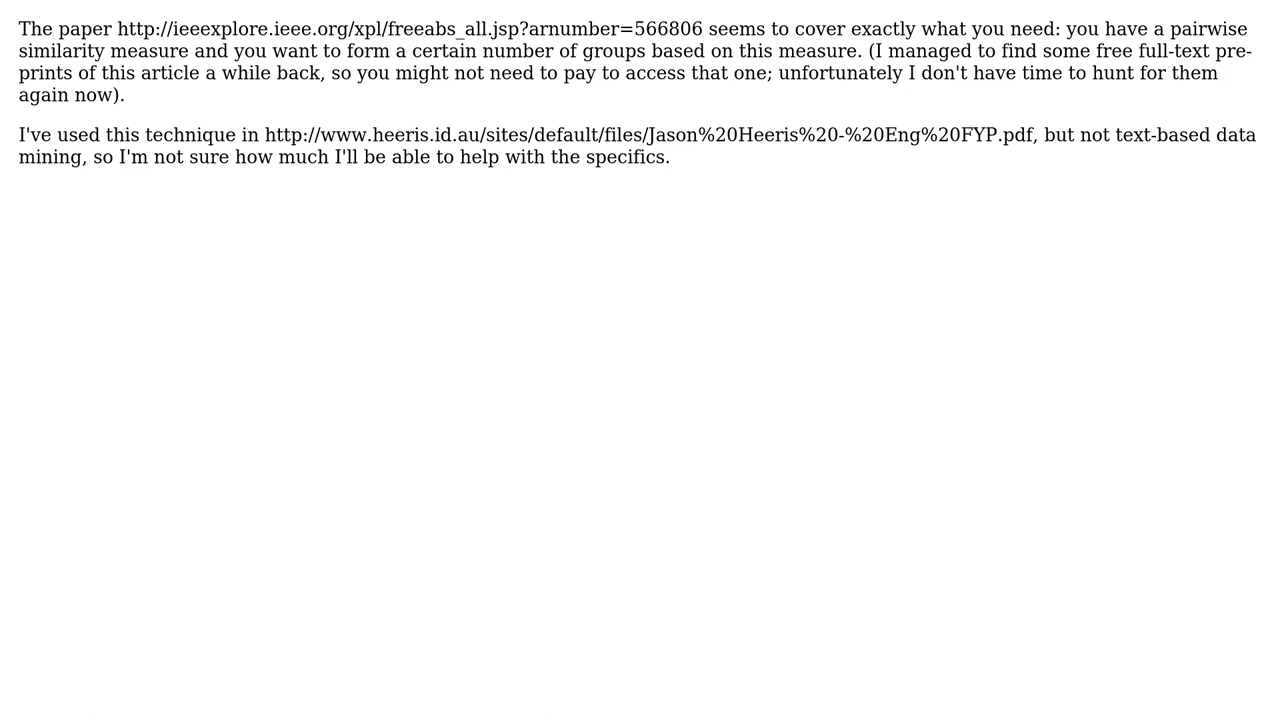 The paper http://ieeexplore.ieee.org/xpl/freeabs_all.jsp?arnumber=566806 seems to cover exactly what you need: you have a pairwise
similarity measure and you want to form a certain number of groups based on this measure. (I managed to find some free full-text pre-
prints of this article a while back, so you might not need to pay to access that one; unfortunately I don't have time to hunt for them
again now).
I've used this technique in http://www.heeris.id.au/sites/default/files/Jason%20Heeris%20-%20Eng%20FYP.pdf, but not text-based data
mining, so I'm not sure how much I'll be able to help with the specifics.